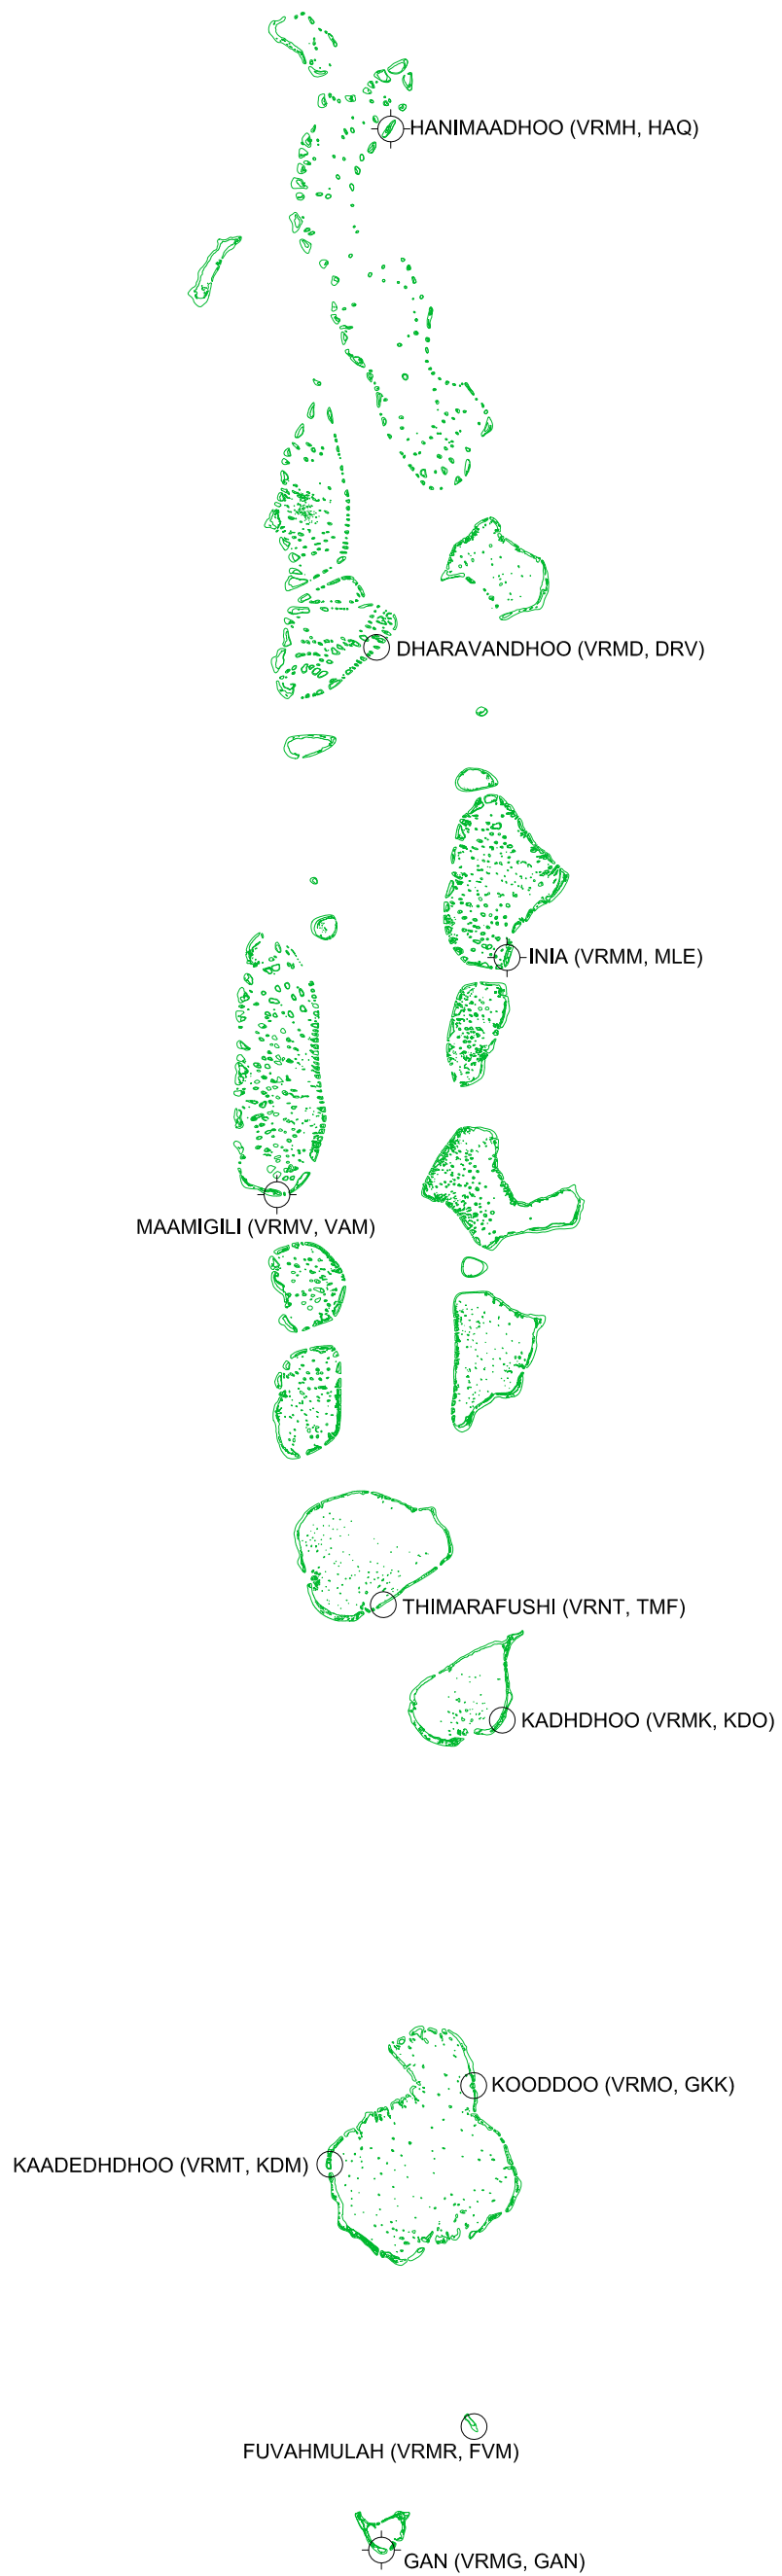 HANIMAADHOO (VRMH, HAQ)
DHARAVANDHOO (VRMD, DRV)
INIA (VRMM, MLE)
MAAMIGILI (VRMV, VAM)
THIMARAFUSHI (VRNT, TMF)
KADHDHOO (VRMK, KDO)
KOODDOO (VRMO, GKK)
KAADEDHDHOO (VRMT, KDM)
FUVAHMULAH (VRMR, FVM)
GAN (VRMG, GAN)